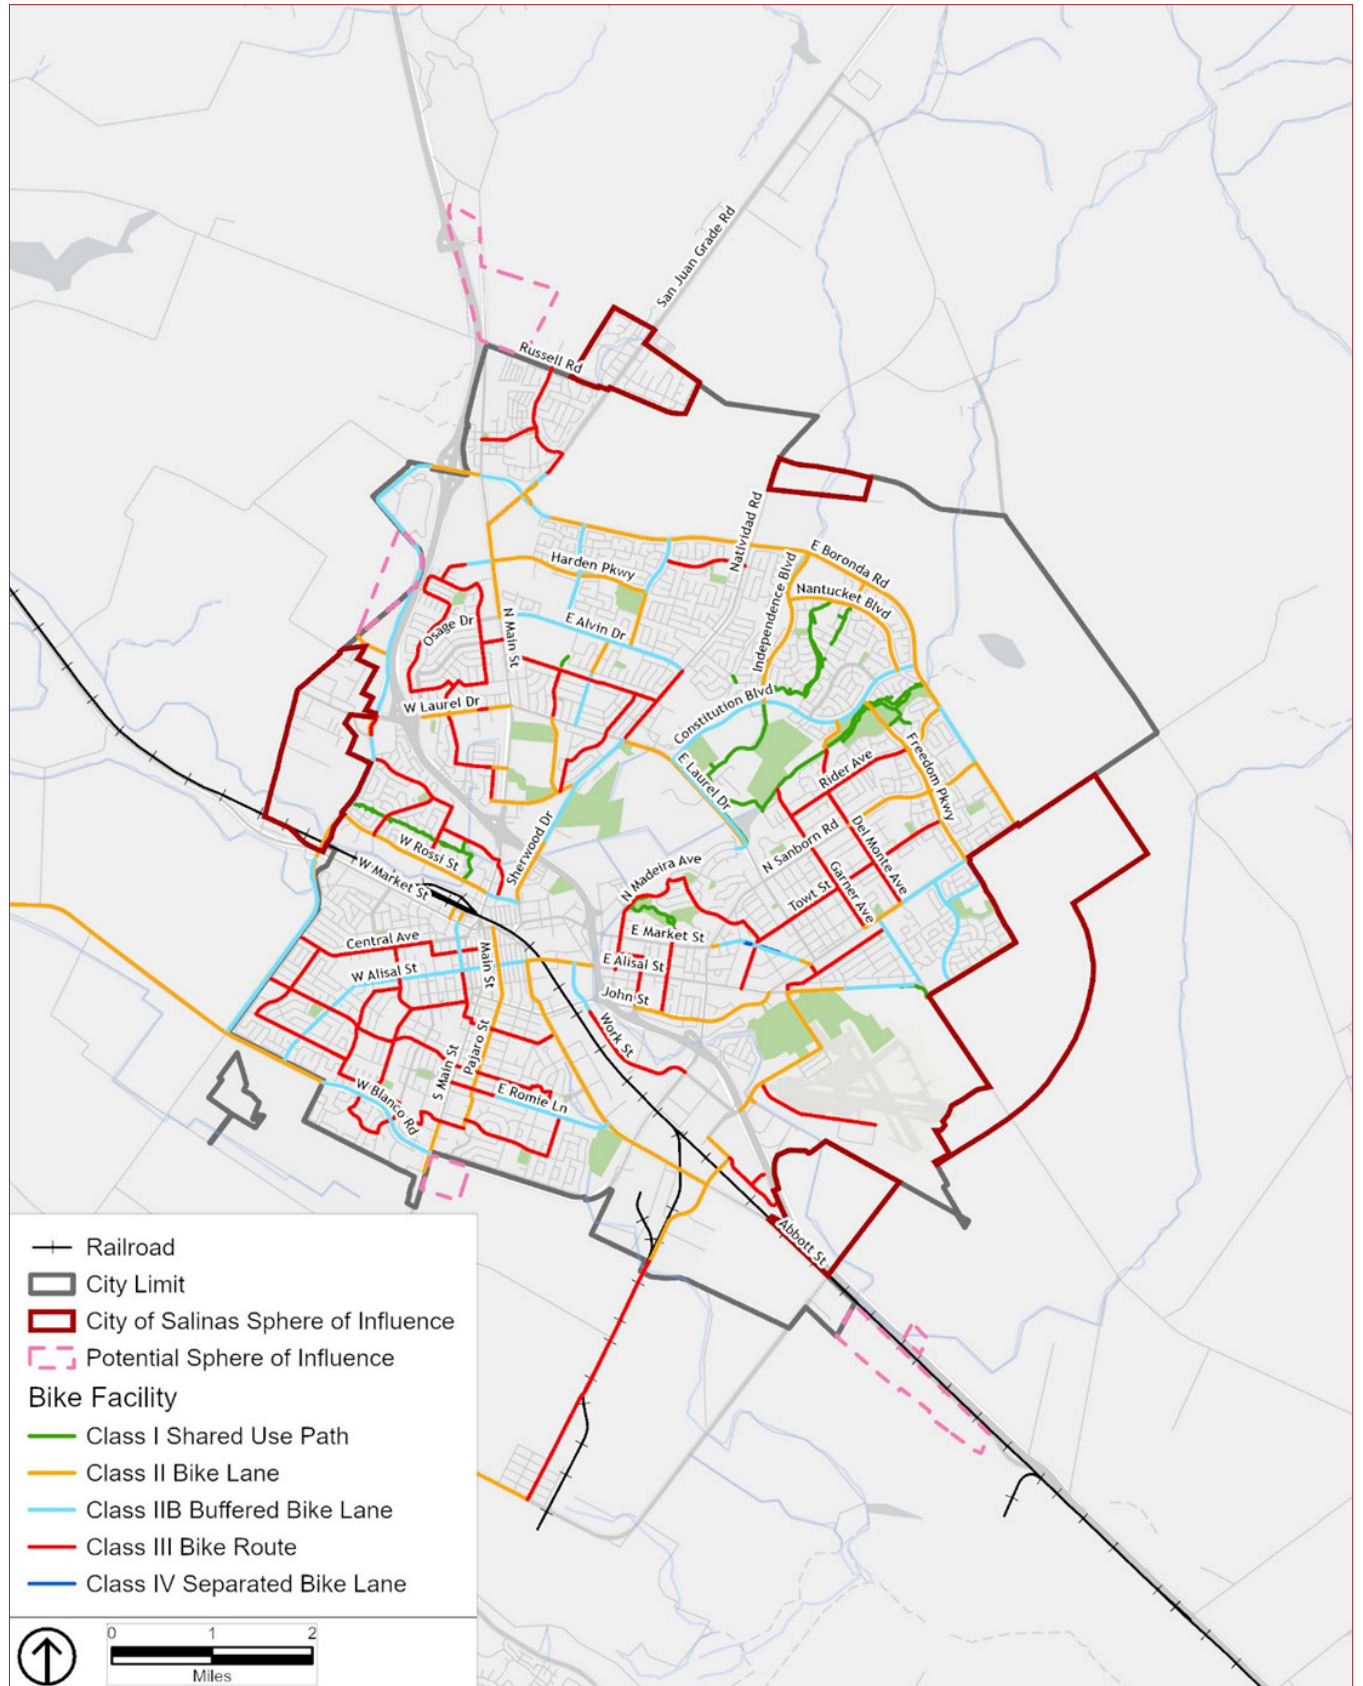 San Juan Grade Rd
Russell Rd
Natividad Rd
E Boronda Rd
Harden Pkwy
Independence Blvd
Nantucket Blvd
N Main St
E Alvin Dr
Osage Dr
W Laurel Dr
Constitution Blvd
E Laurel Dr
Rider Ave
Freedom Pkwy
Sherwood Dr
N Sanborn Rd
Del Monte Ave
W Rossi St
W Market St
N Madeira Ave
Towt St
Garner Ave
E Market St
Central Ave
Main St
W Alisal St
E Alisal St
John St
Work St
Pajaro St
S Main St
W Blanco Rd
E Romie Ln
Abbott St
Railroad
City Limit
City of Salinas Sphere of Influence
Potential Sphere of Influence
Bike Facility
Class I Shared Use Path
Class II Bike Lane
Class IIB Buffered Bike Lane
Class III Bike Route
Class IV Separated Bike Lane
0 1 2
Miles